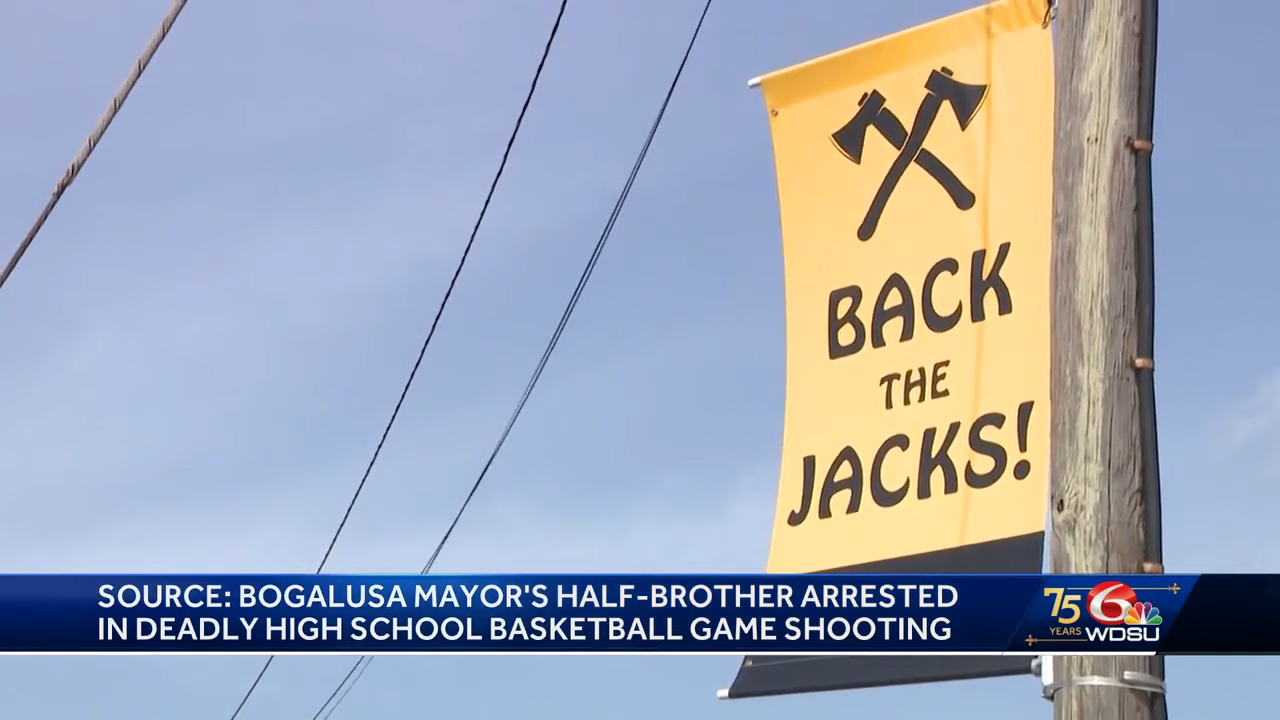 BACK
THE
JACKS!
SOURCE: BOGALUSA MAYOR'S HALF-BROTHER ARRESTED
IN DEADLY HIGH SCHOOL BASKETBALL GAME SHOOTING
75
YEARS
6
WDSU